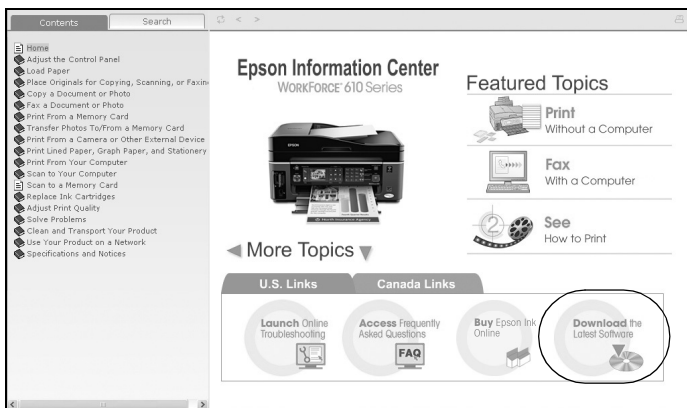 Contents
Search
Home
Adjust the Control Panel
Load Paper
Place Originals for Copying, Scanning, or Faxin
Copy a Document or Photo
Fax a Document or Photo
Print From a Memory Card
Transfer Photos To/From a Memory Card
Print From a Camera or Other External Device
Print Lined Paper, Graph Paper, and Stationery
Print From Your Computer
Scan to Your Computer
Scan to a Memory Card
Replace Ink Cartridges
Adjust Print Quality
Solve Problems
Clean and Transport Your Product
Use Your Product on a Network
Specifications and Notices
Epson Information Center
WORKFORCE 610 Series
EPSON
More Topics
Featured Topics
Print
Without a Computer
Fax
With a Computer
2
See
How to Print
U.S. Links
Canada Links
Launch Online
Troubleshooting
Access Frequently
Asked Questions
FAQ
Buy Epson Ink
Online
Download the
Latest Software